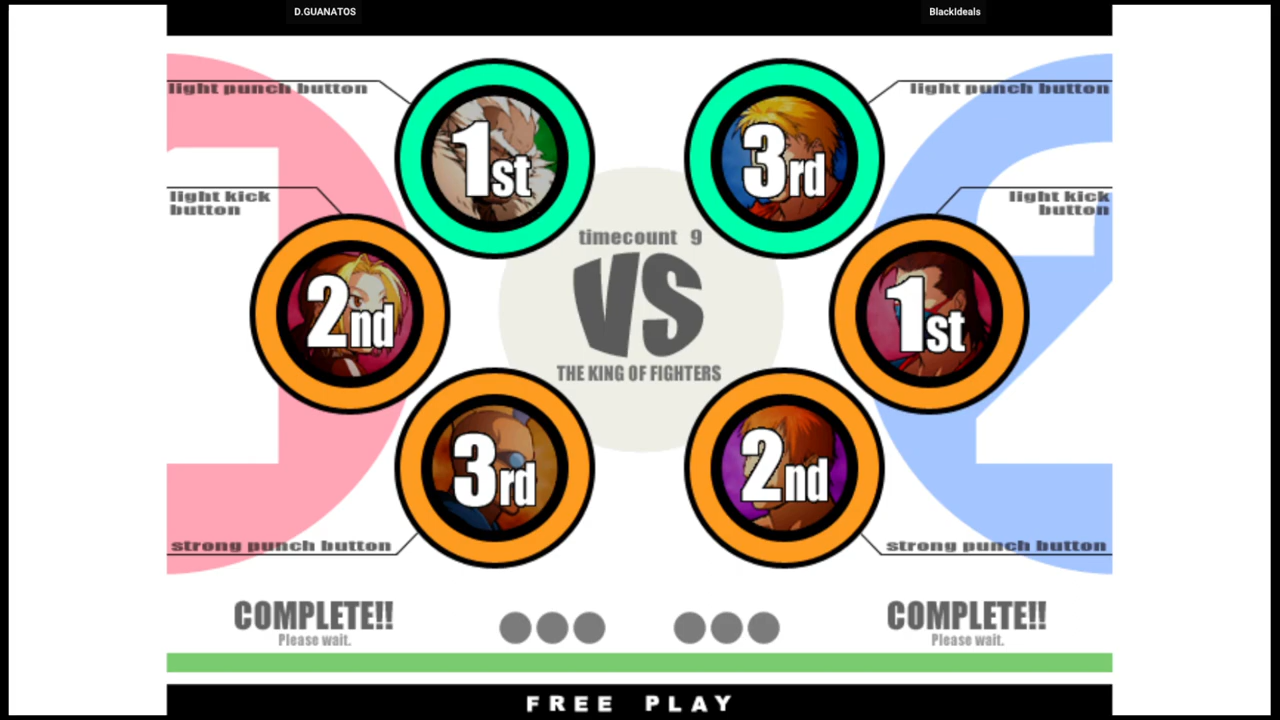 D.GUANATOS
BlackIdeals
light punch button
light punch button
1st
3rd
light kick
button
light kick
button
timecount 9
VS
THE KING OF FIGHTERS
2nd
1st
3rd
2nd
strong punch button
strong punch button
COMPLETE!!
Please wait.
COMPLETE!!
Please wait.
FREE PLAY
1
2